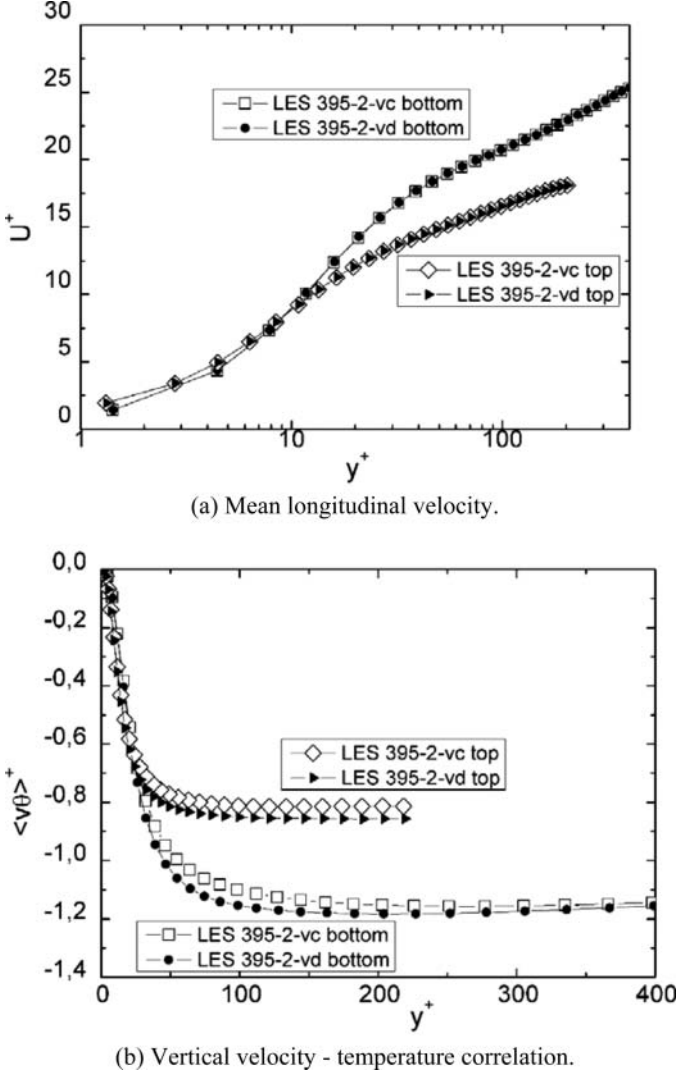 30
25
20
15
10
5
0
U+
LES 395-2-vc bottom
LES 395-2-vd bottom
LES 395-2-vc top
LES 395-2-vd top
1 10 100
y+
(a) Mean longitudinal velocity.
0,0
-0,2
-0,4
-0,6
-0,8
-1,0
-1,2
-1,4
<vθ>+
LES 395-2-vc top
LES 395-2-vd top
LES 395-2-vc bottom
LES 395-2-vd bottom
0 100 200 300 400
y+
(b) Vertical velocity - temperature correlation.